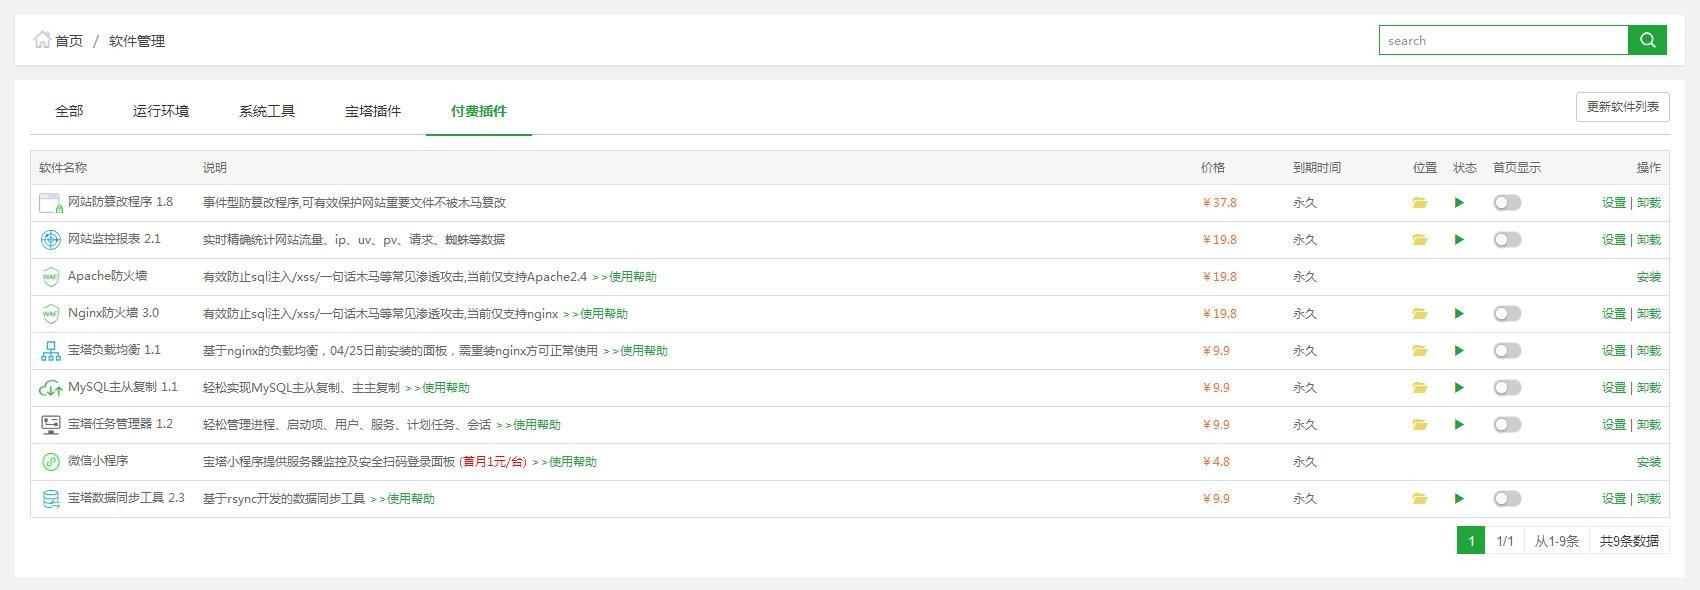 首页 / 软件管理 search
全部 运行环境 系统工具 宝塔插件 付费插件 更新软件列表
软件名称 说明 价格 到期时间 位置 状态 首页显示 操作
网站防篡改程序 1.8 事件型防篡改程序,可有效保护网站重要文件不被木马篡改 ¥37.8 永久 设置 | 卸载
网站监控报表 2.1 实时精确统计网站流量、ip、uv、pv、请求、蜘蛛等数据 ¥19.8 永久 设置 | 卸载
WAF Apache防火墙 有效防止sql注入/xss/一句话木马等常见渗透攻击,当前仅支持Apache2.4 >>使用帮助 ¥19.8 永久 安装
WAF Nginx防火墙 3.0 有效防止sql注入/xss/一句话木马等常见渗透攻击,当前仅支持nginx >>使用帮助 ¥19.8 永久 设置 | 卸载
宝塔负载均衡 1.1 基于nginx的负载均衡，04/25日前安装的面板，需重装nginx方可正常使用 >>使用帮助 ¥9.9 永久 设置 | 卸载
MySQL主从复制 1.1 轻松实现MySQL主从复制、主主复制 >>使用帮助 ¥9.9 永久 设置 | 卸载
宝塔任务管理器 1.2 轻松管理进程、启动项、用户、服务、计划任务、会话 >>使用帮助 ¥9.9 永久 设置 | 卸载
微信小程序 宝塔小程序提供服务器监控及安全扫码登录面板 (首月1元/台) >>使用帮助 ¥4.8 永久 安装
宝塔数据同步工具 2.3 基于rsync开发的数据同步工具 >>使用帮助 ¥9.9 永久 设置 | 卸载
1 1/1 从1-9条 共9条数据